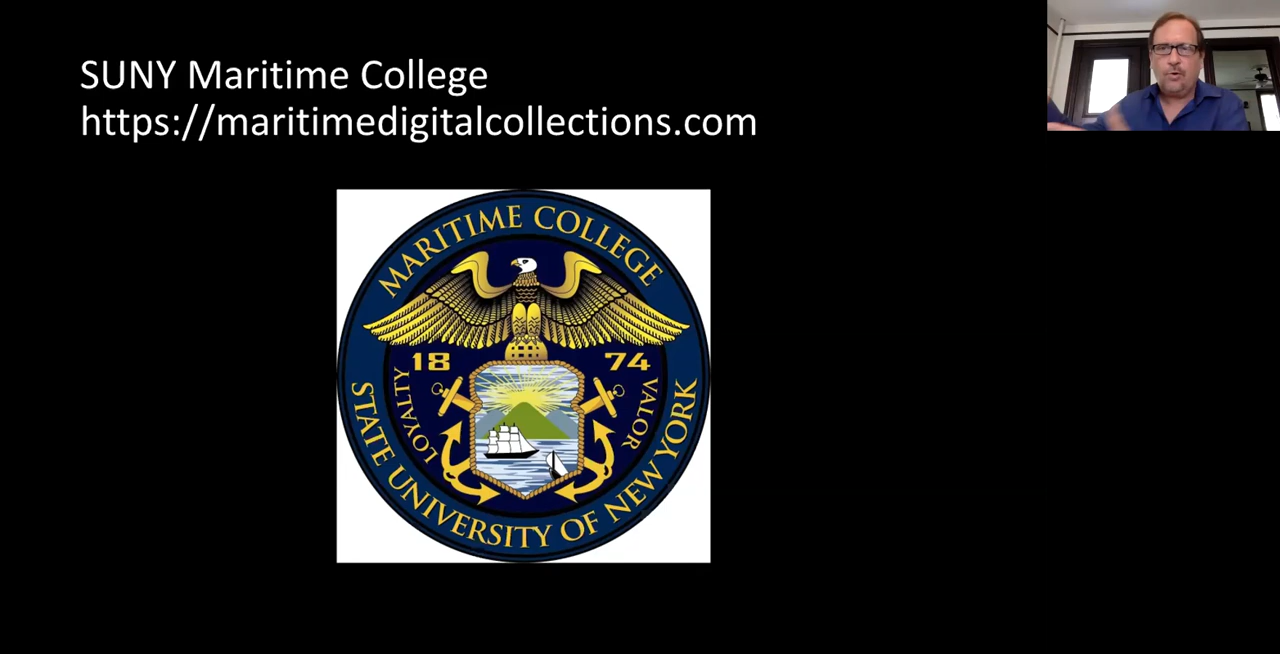 SUNY Maritime College
https://maritimedigitalcollections.com
MARITIME COLLEGE
18 74
LOYALTY
VALOR
STATE UNIVERSITY OF NEW YORK